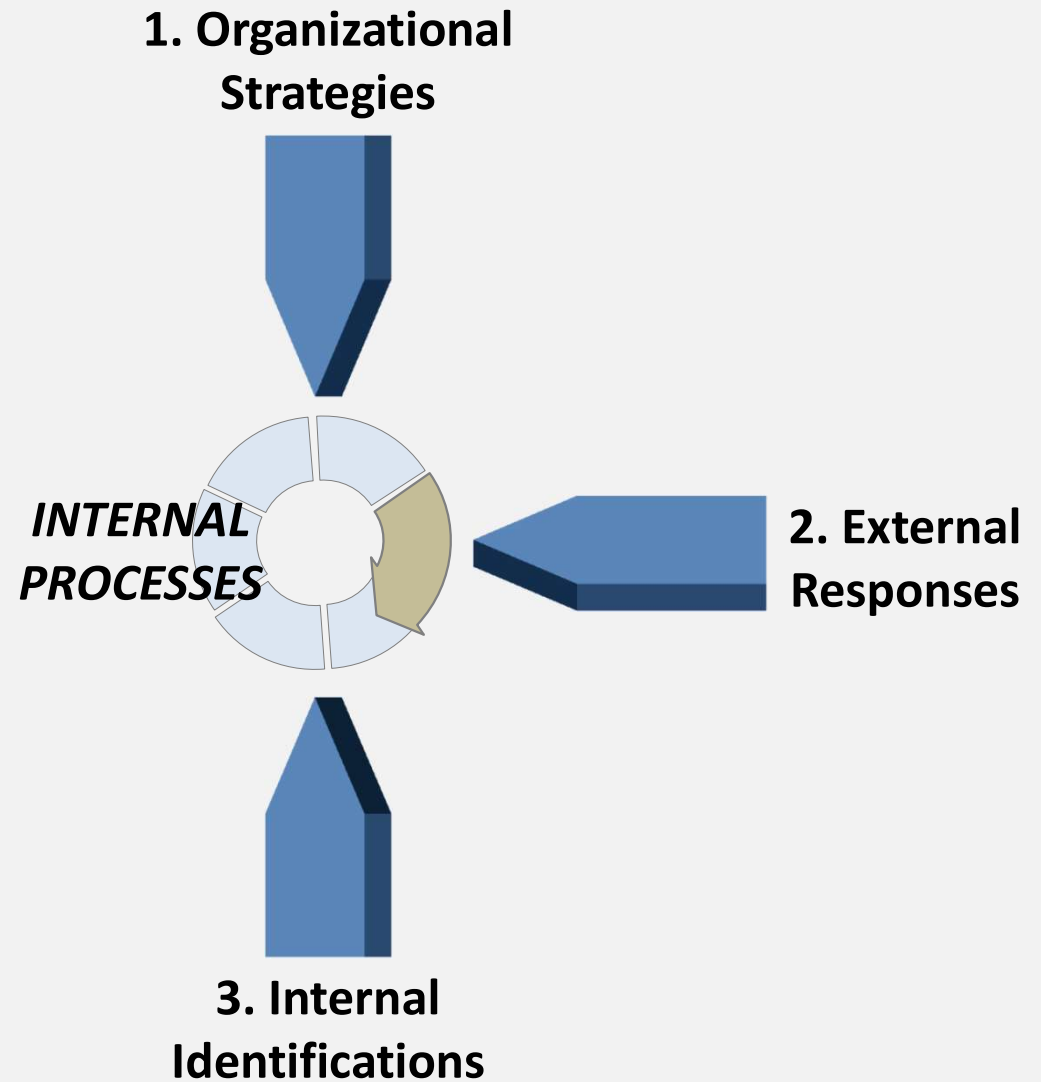 1. Organizational
Strategies
INTERNAL
PROCESSES
2. External
Responses
3. Internal
Identifications